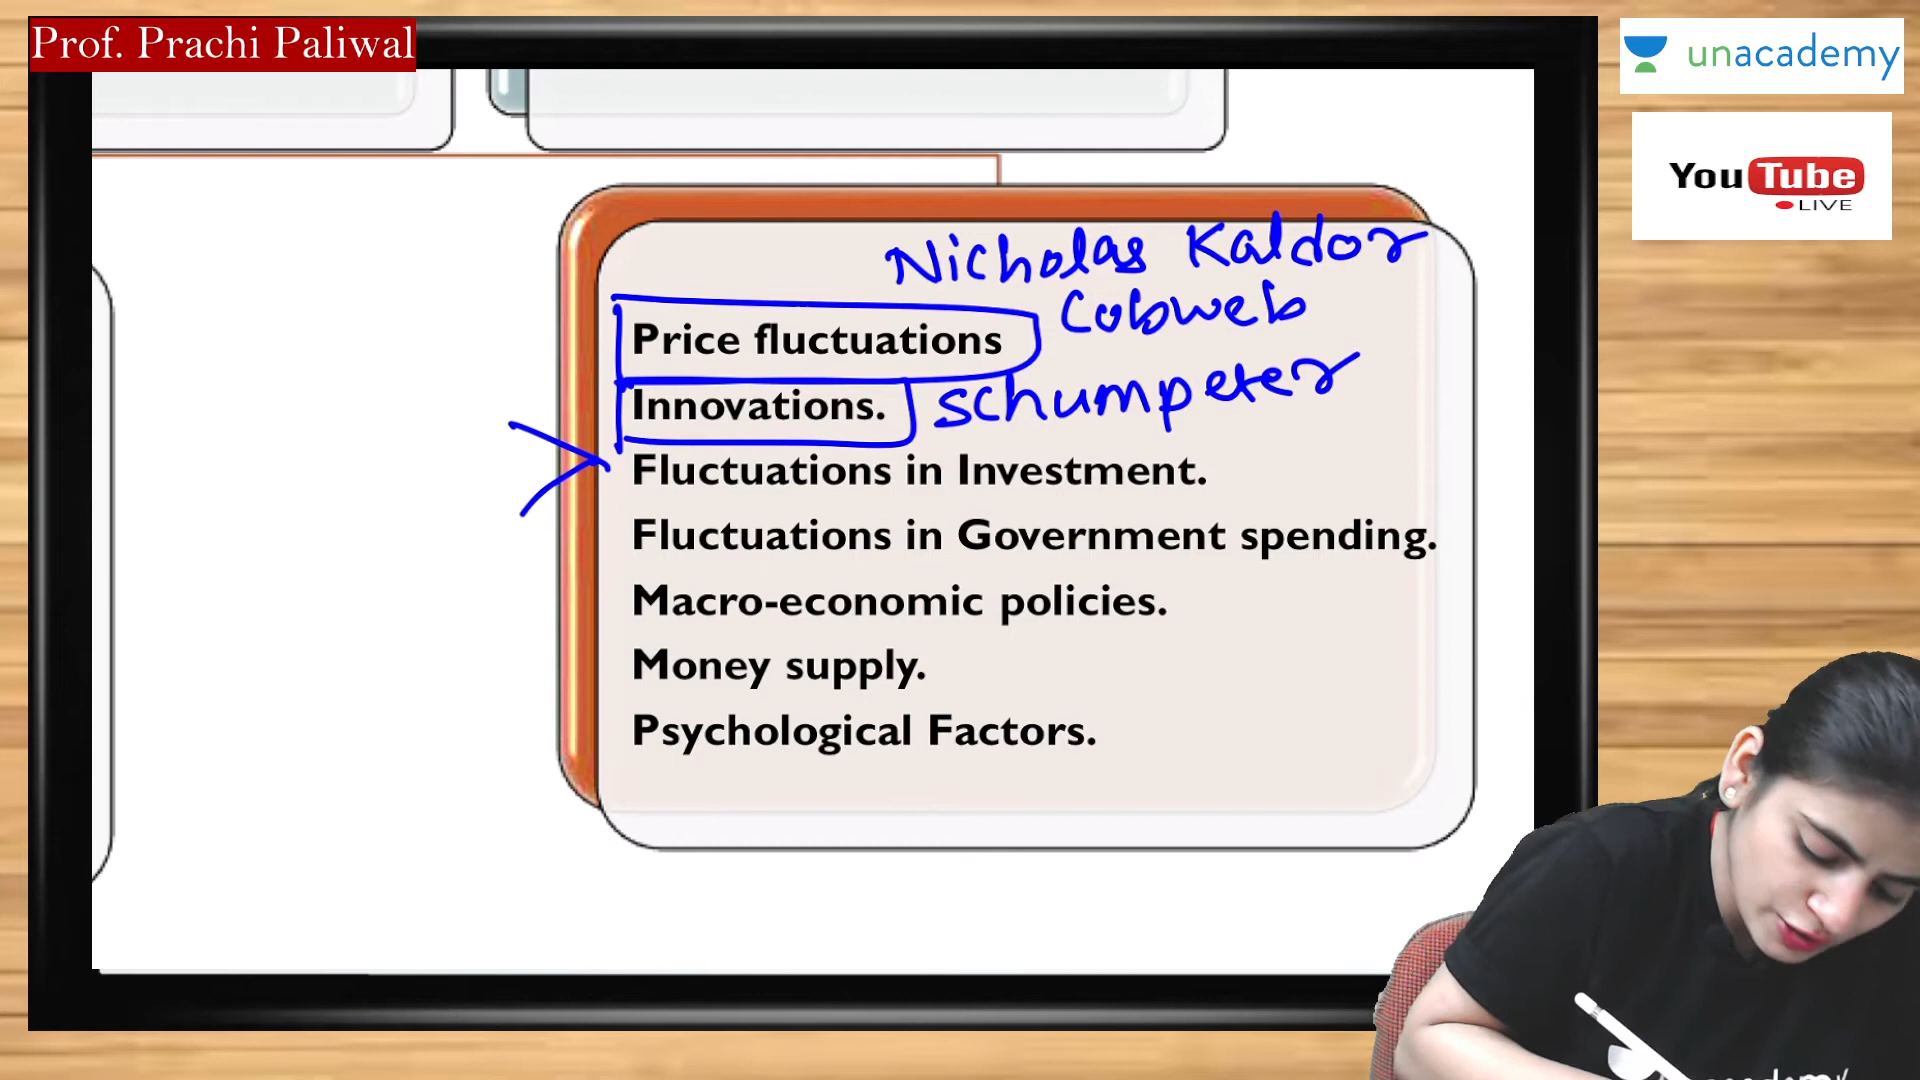 Prof. Prachi Paliwal
unacademy
YouTube
LIVE
Nicholas Kaldor
Cobweb
Price fluctuations
Schumpeter
Innovations.
Fluctuations in Investment.
Fluctuations in Government spending.
Macro-economic policies.
Money supply.
Psychological Factors.